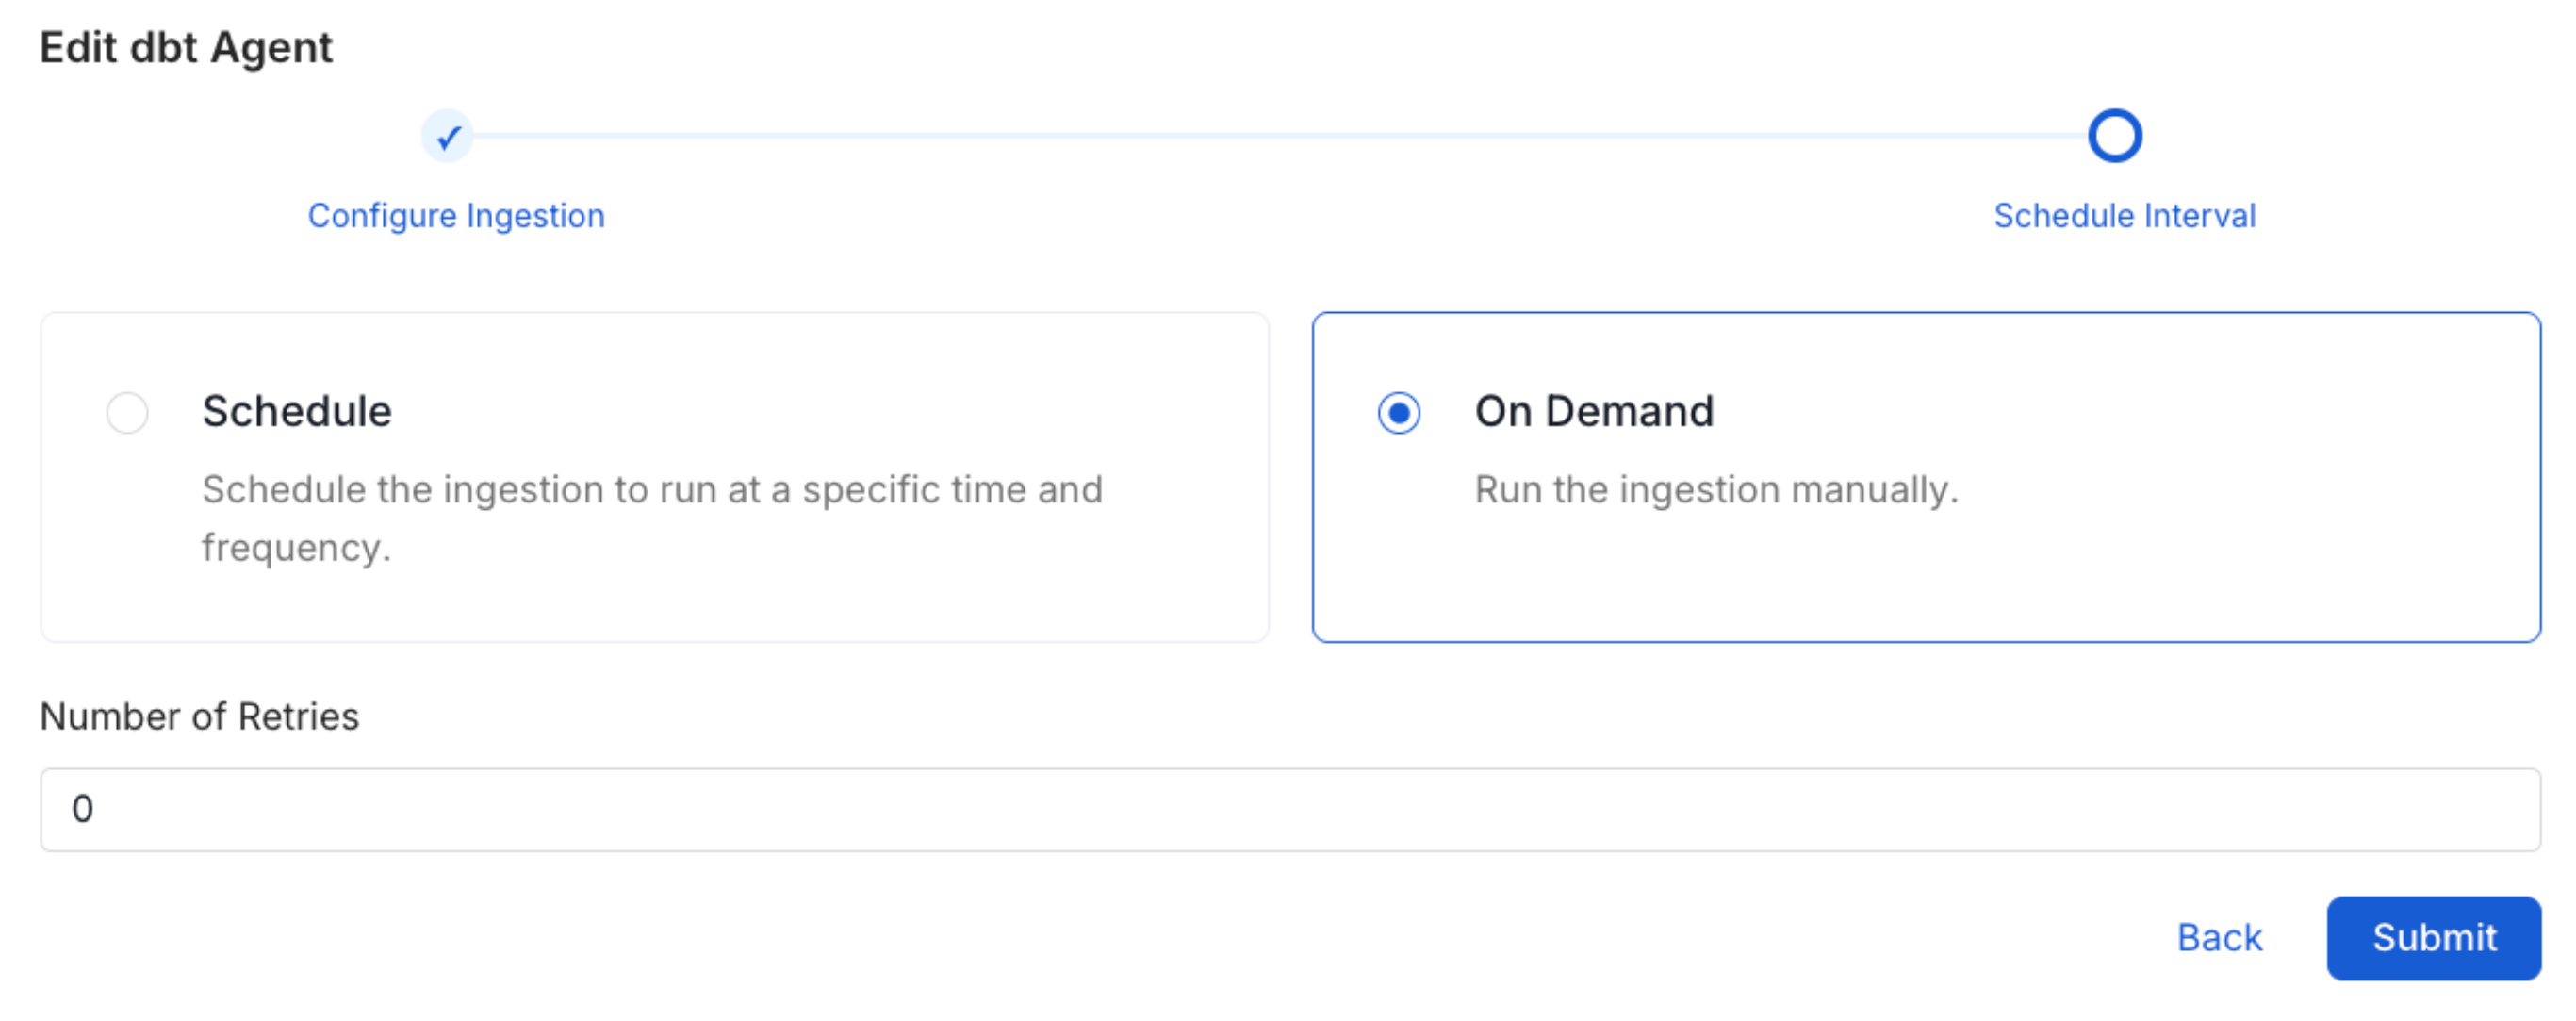 Edit dbt Agent
Configure Ingestion
Schedule Interval
Schedule
Schedule the ingestion to run at a specific time and
frequency.
On Demand
Run the ingestion manually.
Number of Retries
0
Back
Submit